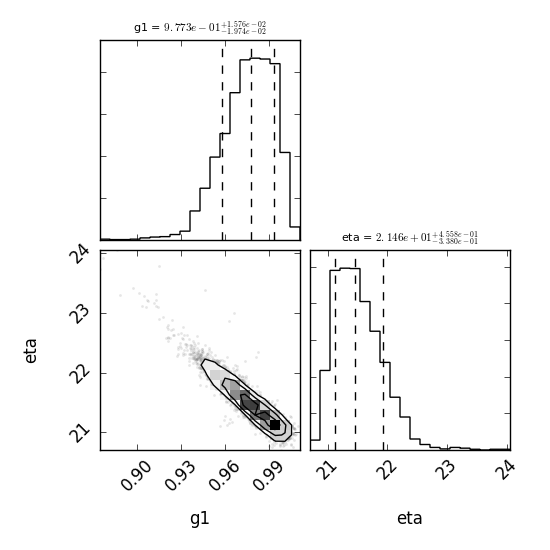 g1 = 9.773e−01+1.576e−02−1.974e−02
eta = 2.146e+01+4.558e−01−3.380e−01
24
23
22
21
eta
0.90 0.93 0.96 0.99
g1
21 22 23 24
eta